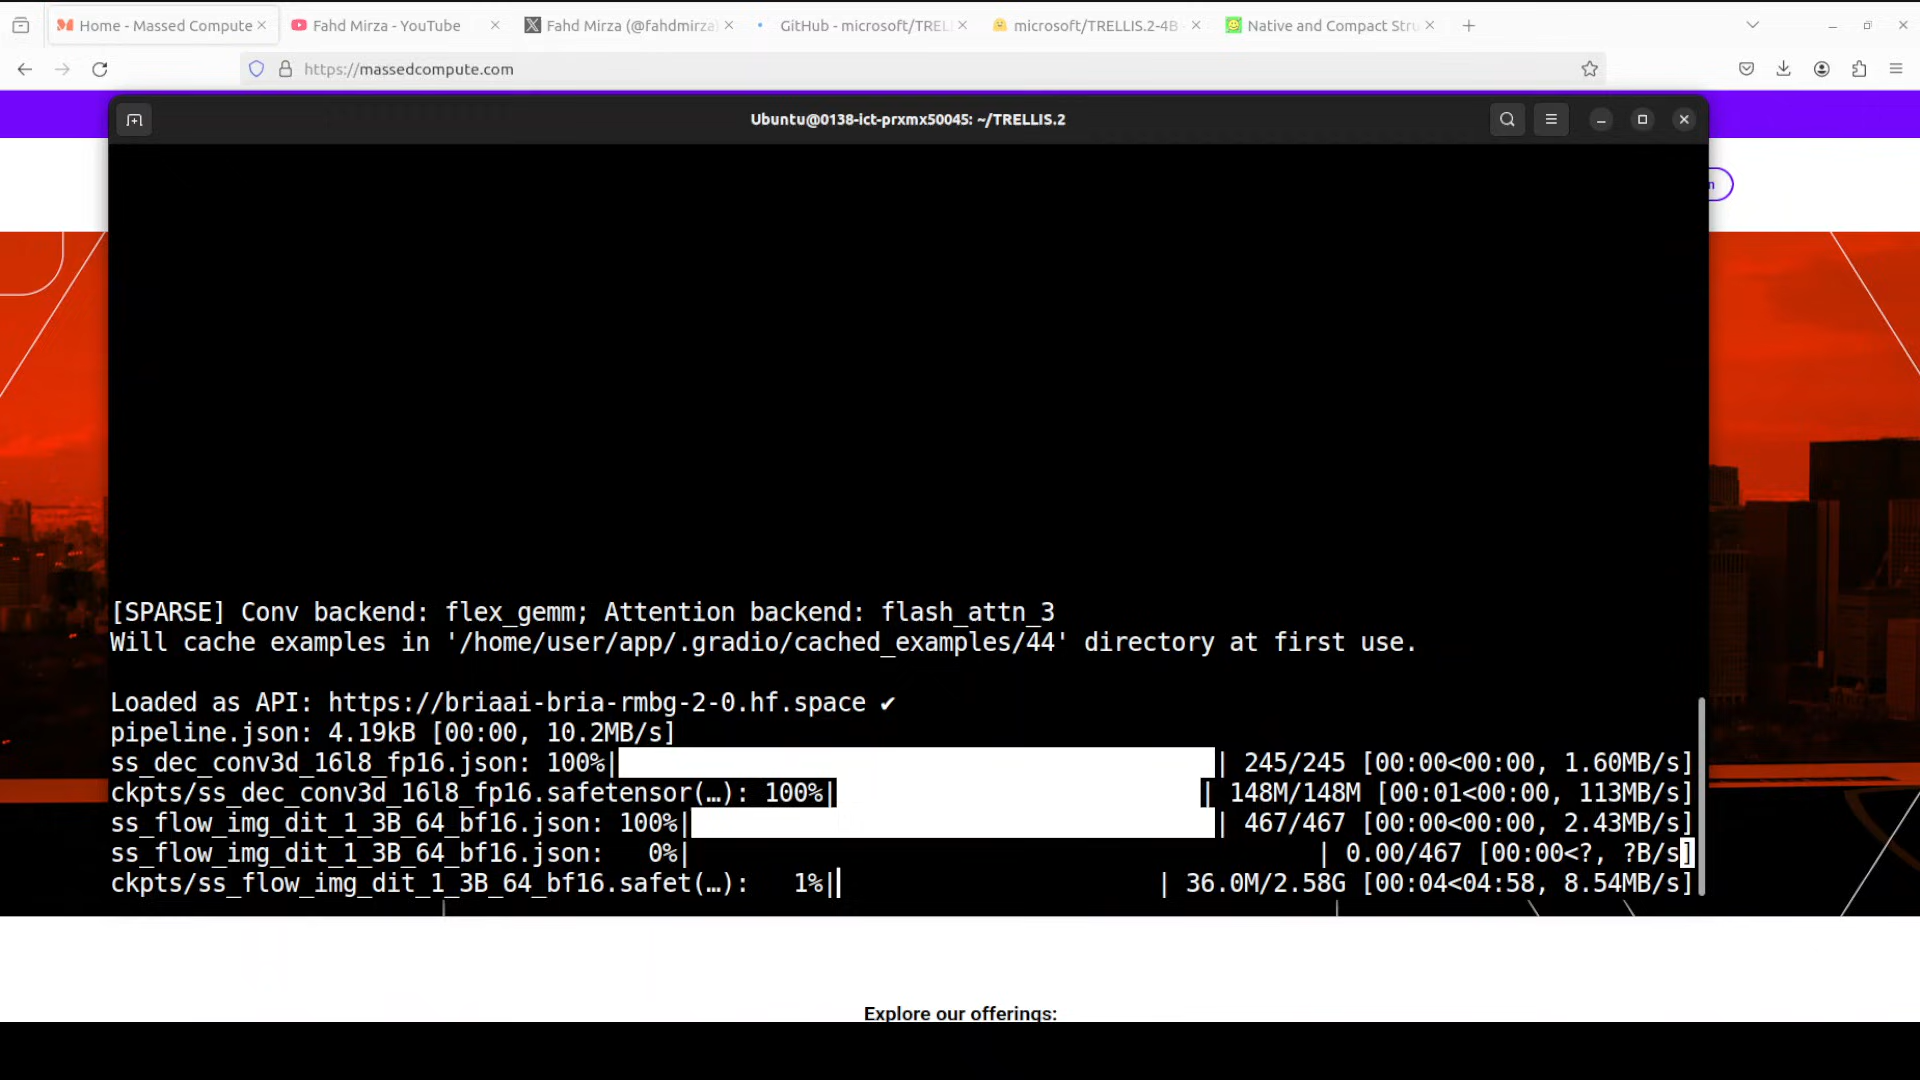 Home - Massed Compute
Fahd Mirza - YouTube
Fahd Mirza (@fahdmirza)
GitHub - microsoft/TREL
microsoft/TRELLIS.2-4B
Native and Compact Stru
https://massedcompute.com
Ubuntu@0138-ict-prxmx50045: ~/TRELLIS.2
n
[SPARSE] Conv backend: flex_gemm; Attention backend: flash_attn_3
Will cache examples in '/home/user/app/.gradio/cached_examples/44' directory at first use.
Loaded as API: https://briaai-bria-rmbg-2-0.hf.space ✔
pipeline.json: 4.19kB [00:00, 10.2MB/s]
ss_dec_conv3d_16l8_fp16.json: 100%| | 245/245 [00:00<00:00, 1.60MB/s]
ckpts/ss_dec_conv3d_16l8_fp16.safetensor(…): 100%| | 148M/148M [00:01<00:00, 113MB/s]
ss_flow_img_dit_1_3B_64_bf16.json: 100%| | 467/467 [00:00<00:00, 2.43MB/s]
ss_flow_img_dit_1_3B_64_bf16.json: 0%| | 0.00/467 [00:00<?, ?B/s]
ckpts/ss_flow_img_dit_1_3B_64_bf16.safet(…): 1%| | 36.0M/2.58G [00:04<04:58, 8.54MB/s]
Explore our offerings: